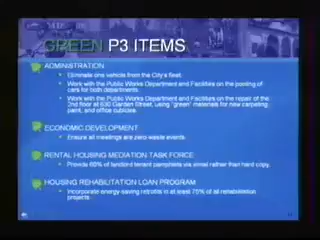 GREEN P3 ITEMS
ADMINISTRATION
• Eliminate one vehicle from the City's fleet.
• Work with the Public Works Department and Facilities on the pooling of
cars for both departments.
• Work with the Public Works Department and Facilities on the repair of the
2nd floor at 630 Garden Street, using "green" materials for new carpeting,
paint, and office cubicles.
ECONOMIC DEVELOPMENT
• Ensure all meetings are zero-waste events.
RENTAL HOUSING MEDIATION TASK FORCE
• Provide 65% of landlord tenant pamphlets via email rather than hard copy.
HOUSING REHABILITATION LOAN PROGRAM
• Incorporate energy-saving retrofits in at least 75% of all rehabilitation
projects.